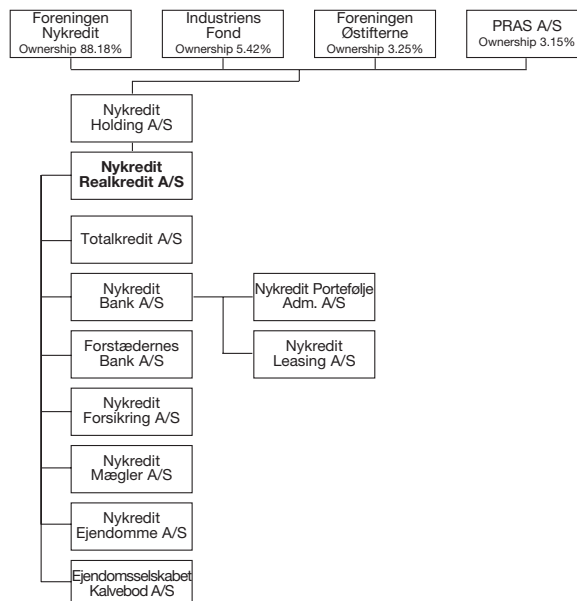 Foreningen
Nykredit
Ownership 88.18%
Industriens
Fond
Ownership 5.42%
Foreningen
Østifterne
Ownership 3.25%
PRAS A/S
Ownership 3.15%
Nykredit
Holding A/S
Nykredit
Realkredit A/S
Totalkredit A/S
Nykredit
Bank A/S
Nykredit Portefølje
Adm. A/S
Forstædernes
Bank A/S
Nykredit
Leasing A/S
Nykredit
Forsikring A/S
Nykredit
Mægler A/S
Nykredit
Ejendomme A/S
Ejendomsselskabet
Kalvebod A/S